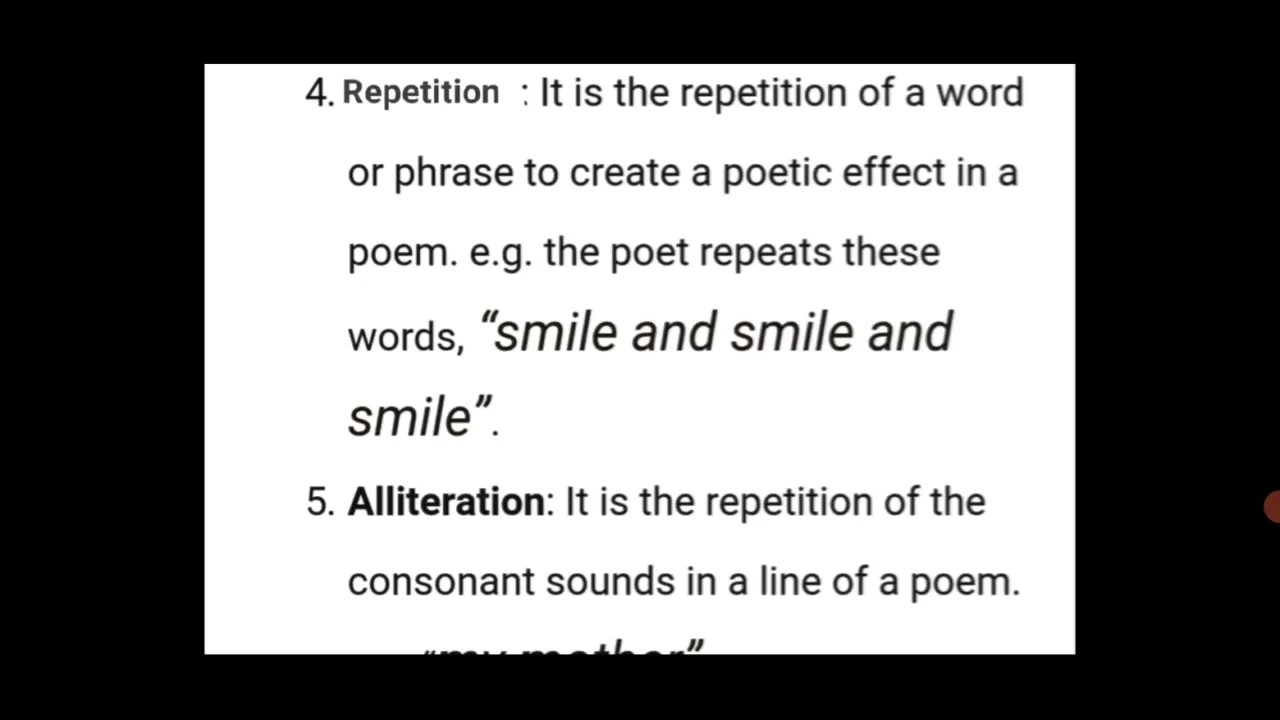 4. Repetition : It is the repetition of a word
or phrase to create a poetic effect in a
poem. e.g. the poet repeats these
words, “smile and smile and
smile”.
5. Alliteration: It is the repetition of the
consonant sounds in a line of a poem.
“my mother”